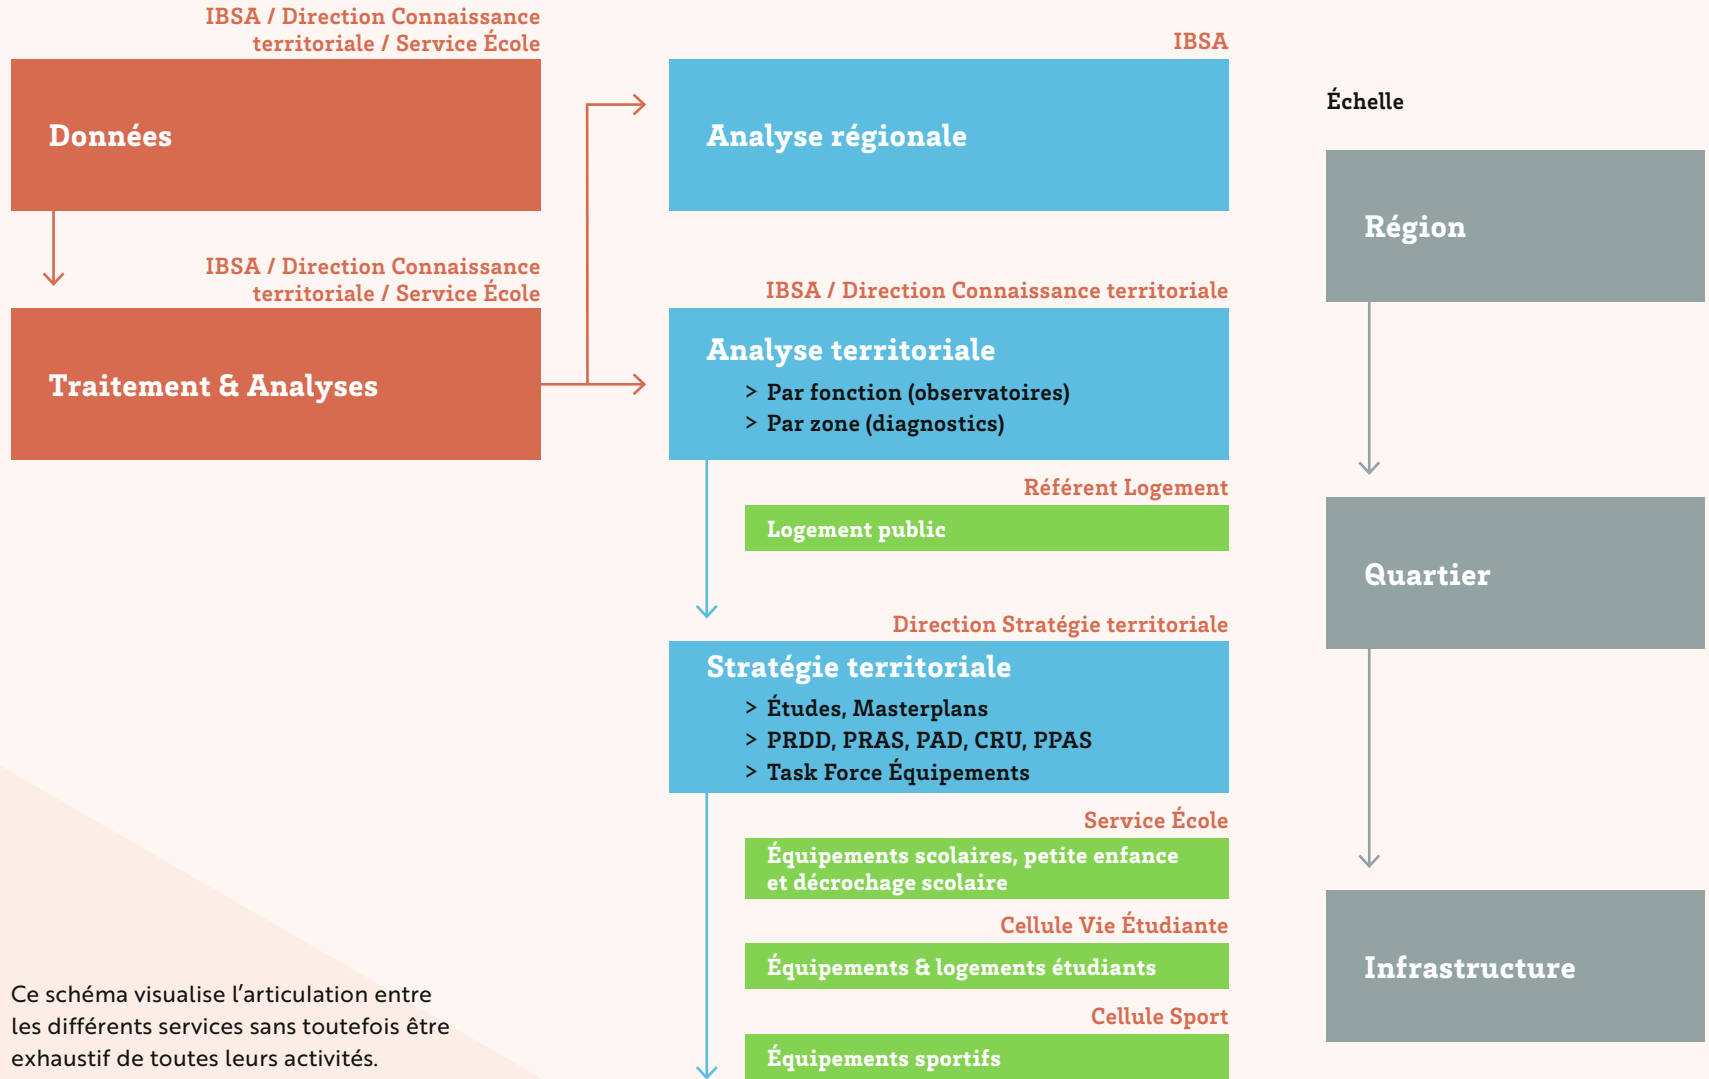 IBSA / Direction Connaissance
territoriale / Service École
Données
IBSA / Direction Connaissance
territoriale / Service École
Traitement & Analyses
IBSA
Analyse régionale
IBSA / Direction Connaissance territoriale
Analyse territoriale
> Par fonction (observatoires)
> Par zone (diagnostics)
Référent Logement
Logement public
Direction Stratégie territoriale
Stratégie territoriale
> Études, Masterplans
> PRDD, PRAS, PAD, CRU, PPAS
> Task Force Équipements
Service École
Équipements scolaires, petite enfance
et décrochage scolaire
Cellule Vie Étudiante
Équipements & logements étudiants
Cellule Sport
Équipements sportifs
Échelle
Région
Quartier
Infrastructure
Ce schéma visualise l’articulation entre
les différents services sans toutefois être
exhaustif de toutes leurs activités.